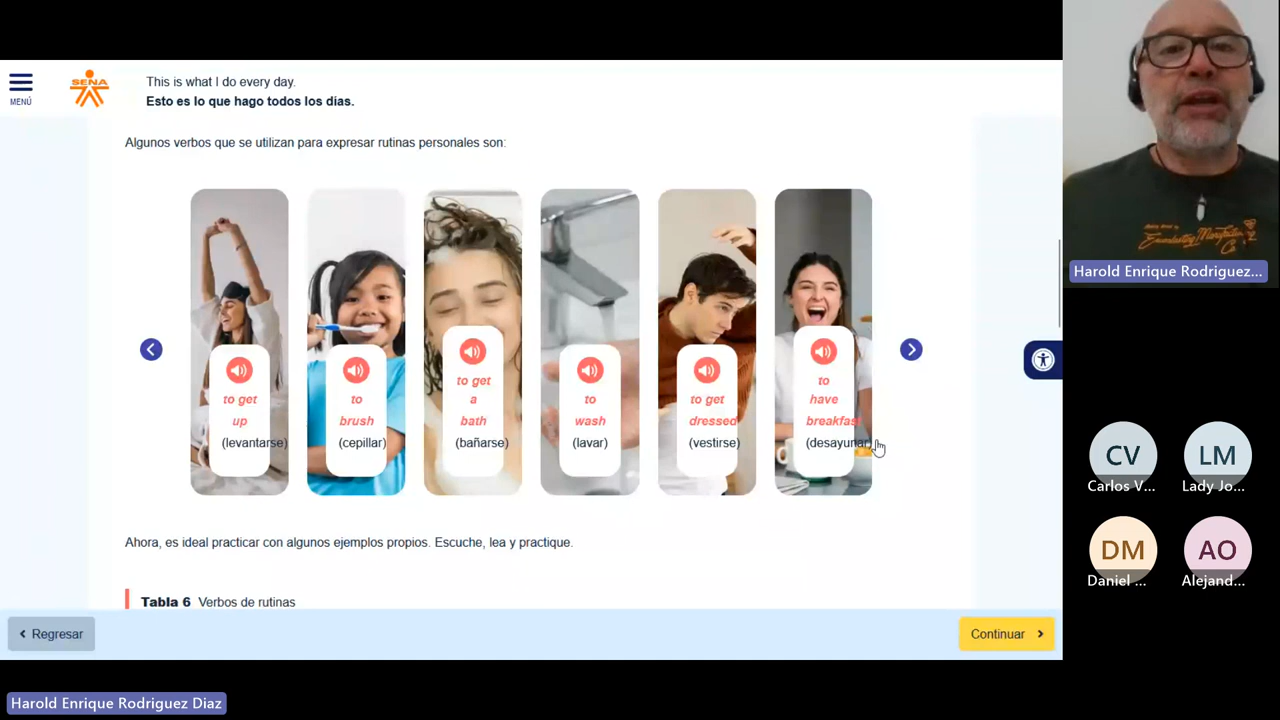 MENÚ
SENA
This is what I do every day.
Esto es lo que hago todos los días.
Algunos verbos que se utilizan para expresar rutinas personales son:
to get
up
(levantarse)
to
brush
(cepillar)
to get
a
bath
(bañarse)
to
wash
(lavar)
to get
dressed
(vestirse)
to
have
breakfast
(desayunar)
Ahora, es ideal practicar con algunos ejemplos propios. Escuche, lea y practique.
Tabla 6 Verbos de rutinas
Regresar
Continuar
Harold Enrique Rodriguez...
CV
Carlos V...
LM
Lady Jo...
DM
Daniel ...
AO
Alejand...
Harold Enrique Rodriguez Diaz